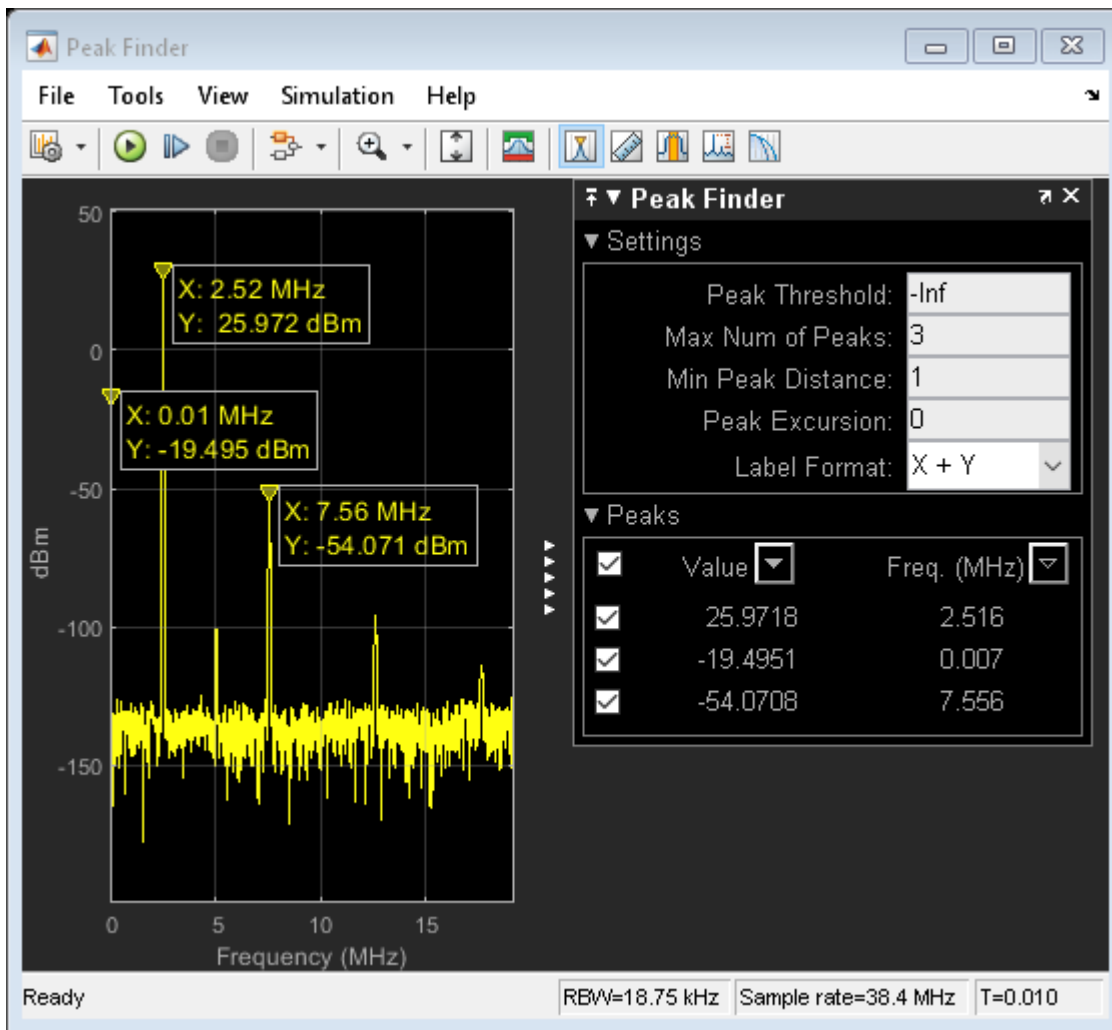 Peak Finder
File Tools View Simulation Help
50
0
-50
-100
-150
dBm
X: 2.52 MHz
Y: 25.972 dBm
X: 0.01 MHz
Y: -19.495 dBm
X: 7.56 MHz
Y: -54.071 dBm
0 5 10 15
Frequency (MHz)
Peak Finder
Settings
Peak Threshold: -Inf
Max Num of Peaks: 3
Min Peak Distance: 1
Peak Excursion: 0
Label Format: X + Y
Peaks
Value Freq. (MHz)
25.9718 2.516
-19.4951 0.007
-54.0708 7.556
Ready RBW=18.75 kHz Sample rate=38.4 MHz T=0.010